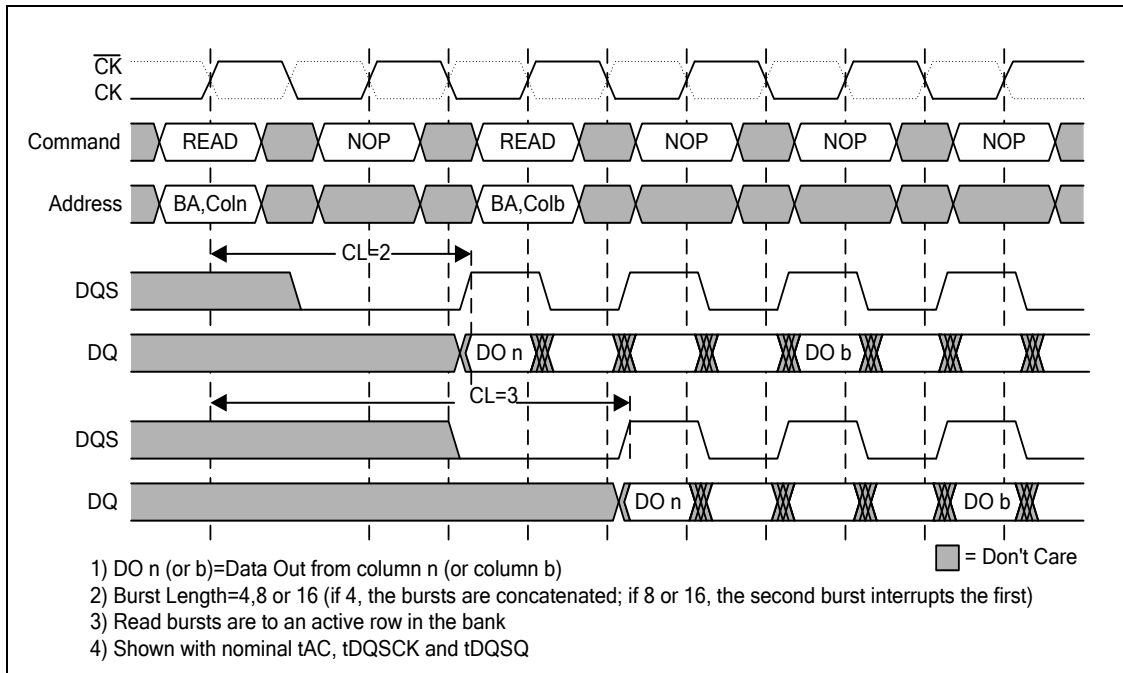 CK
CK
Command READ NOP READ NOP NOP NOP
Address BA,Coln BA,Colb
CL=2
DQS
DQ DO n DO b
CL=3
DQS
DQ DO n DO b
1) DO n (or b)=Data Out from column n (or column b)
= Don't Care
2) Burst Length=4,8 or 16 (if 4, the bursts are concatenated; if 8 or 16, the second burst interrupts the first)
3) Read bursts are to an active row in the bank
4) Shown with nominal tAC, tDQSCK and tDQSQ